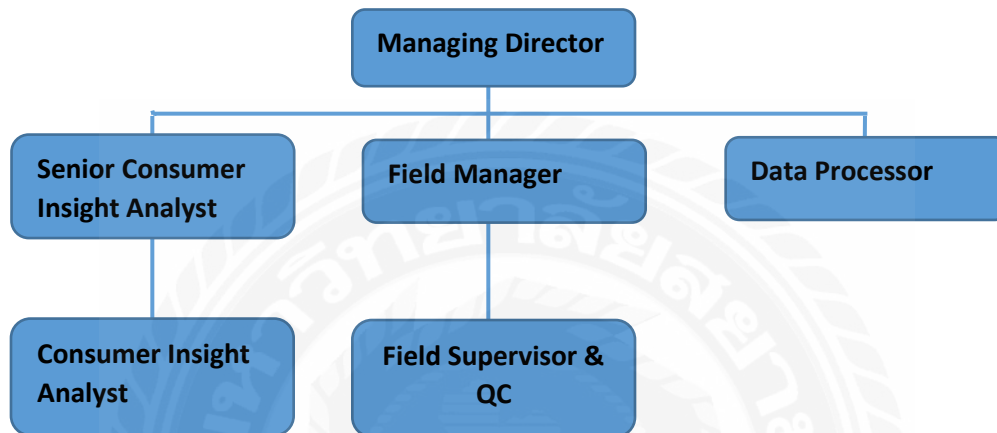 Managing Director
Senior Consumer
Insight Analyst
Field Manager
Data Processor
Consumer Insight
Analyst
Field Supervisor &
QC